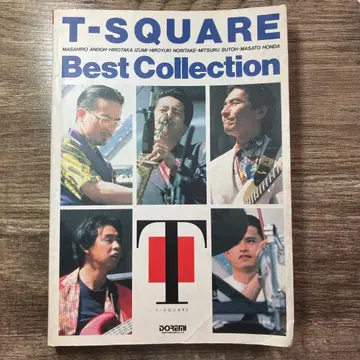 T-SQUARE
MASAHIRO ANDOH•HIROTAKA IZUMI•HIROYUKI NORITAKE•MITSURU SUTOH•MASATO HONDA
Best Collection
T
T-SQUARE
DOREMI